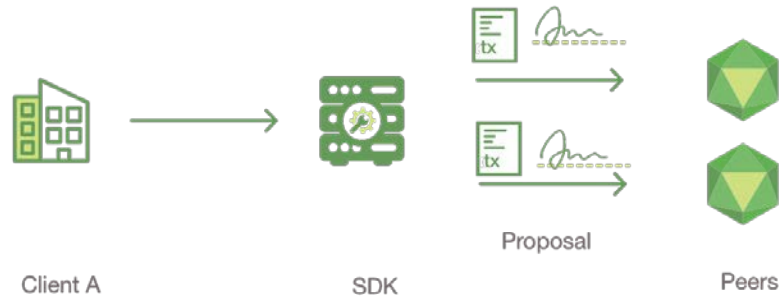 tx
tx
Proposal
Client A
SDK
Peers